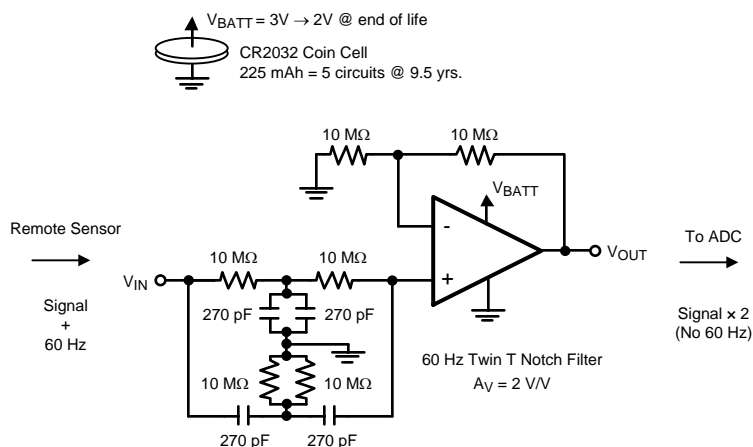 VBATT = 3V → 2V @ end of life
CR2032 Coin Cell
225 mAh = 5 circuits @ 9.5 yrs.
10 MΩ
10 MΩ
VBATT
-
+
VOUT
To ADC
Signal × 2
(No 60 Hz)
Remote Sensor
Signal
+
60 Hz
VIN
10 MΩ
10 MΩ
270 pF
270 pF
10 MΩ
10 MΩ
270 pF
270 pF
60 Hz Twin T Notch Filter
AV = 2 V/V